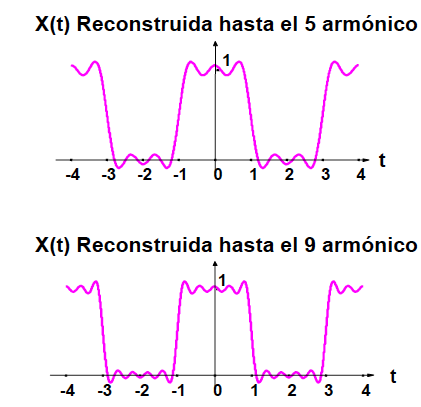 X(t) Reconstruida hasta el 5 armónico
1
-4 -3 -2 -1 0 1 2 3 4 t
X(t) Reconstruida hasta el 9 armónico
1
-4 -3 -2 -1 0 1 2 3 4 t